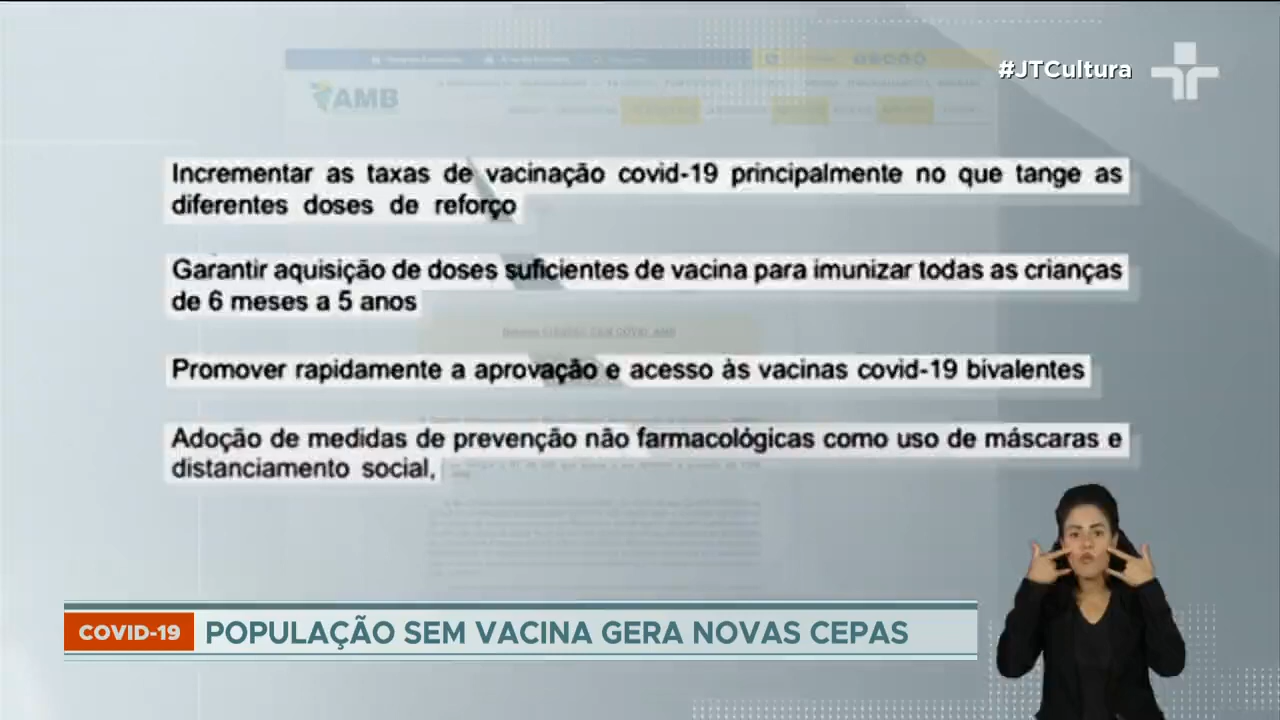 #JTCultura
AMB
Incrementar as taxas de vacinação covid-19 principalmente no que tange as
diferentes doses de reforço
Garantir aquisição de doses suficientes de vacina para imunizar todas as crianças
de 6 meses a 5 anos
Promover rapidamente a aprovação e acesso às vacinas covid-19 bivalentes
Adoção de medidas de prevenção não farmacológicas como uso de máscaras e
distanciamento social,
COVID-19 POPULAÇÃO SEM VACINA GERA NOVAS CEPAS